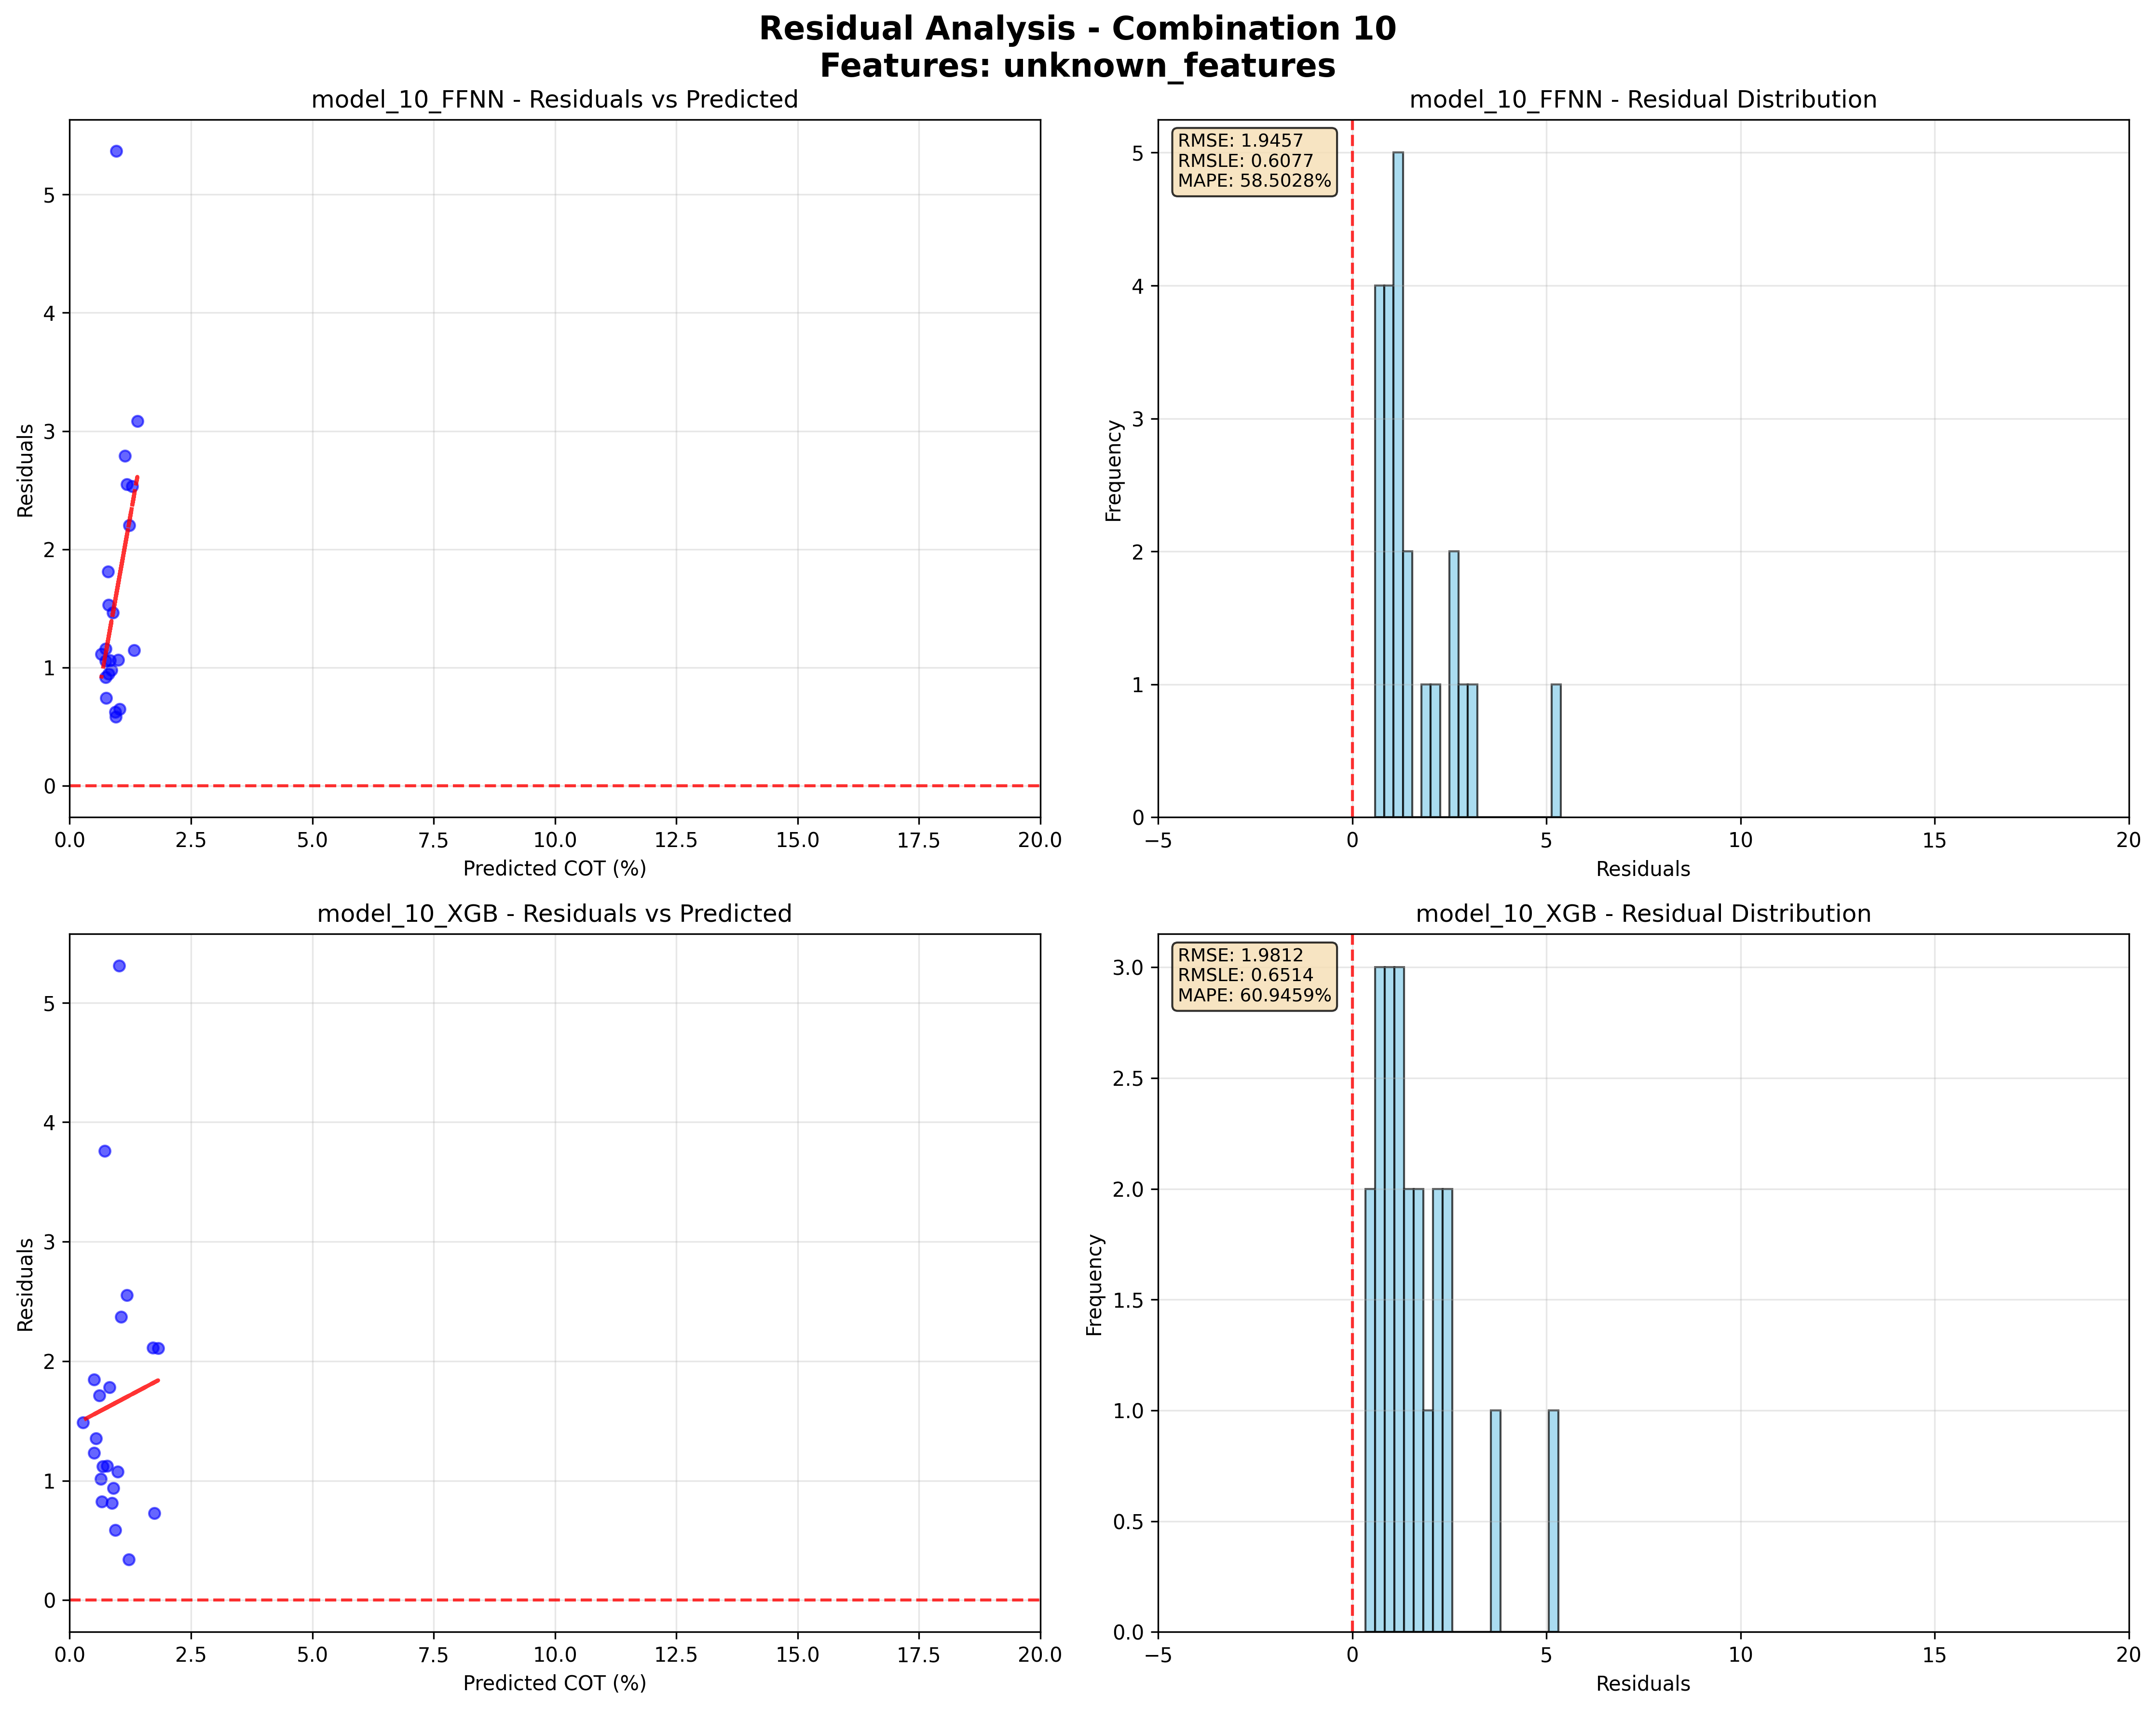 Residual Analysis - Combination 10
Features: unknown_features
model_10_FFNN - Residuals vs Predicted
Residuals
5
4
3
2
1
0
0.0 2.5 5.0 7.5 10.0 12.5 15.0 17.5 20.0
Predicted COT (%)
model_10_FFNN - Residual Distribution
RMSE: 1.9457
RMSLE: 0.6077
MAPE: 58.5028%
Frequency
5
4
3
2
1
0
−5 0 5 10 15 20
Residuals
model_10_XGB - Residuals vs Predicted
Residuals
5
4
3
2
1
0
0.0 2.5 5.0 7.5 10.0 12.5 15.0 17.5 20.0
Predicted COT (%)
model_10_XGB - Residual Distribution
RMSE: 1.9812
RMSLE: 0.6514
MAPE: 60.9459%
Frequency
3.0
2.5
2.0
1.5
1.0
0.5
0.0
−5 0 5 10 15 20
Residuals